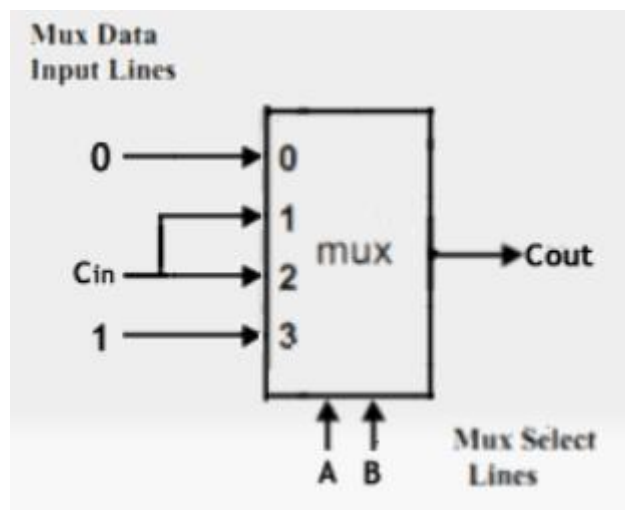 Mux Data
Input Lines
0
0
1
mux
Cin
2
Cout
1
3
A B
Mux Select
Lines